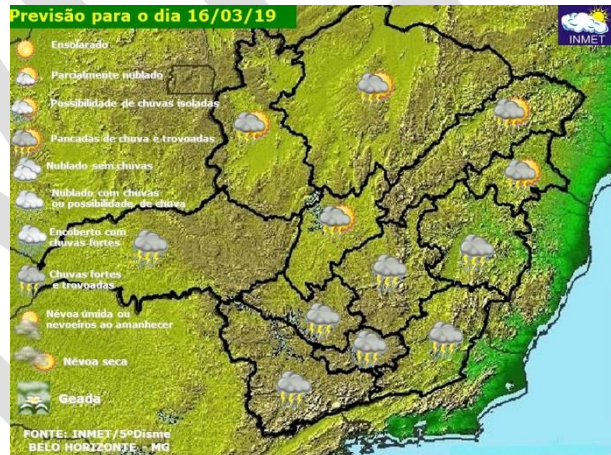 Previsão para o dia 16/03/19
INMET
Ensolarado
Parcialmente nublado
Possibilidade de chuvas isoladas
Pancadas de chuva e trovoadas
Nublado sem chuvas
Nublado com chuvas
ou possibilidade de chuva
Encoberto com
chuvas fortes
Chuvas fortes
e trovoadas
Névoa úmida ou
nevoeiros ao amanhecer
Névoa seca
Geada
FONTE: INMET/5ºDisme
BELO HORIZONTE - MG